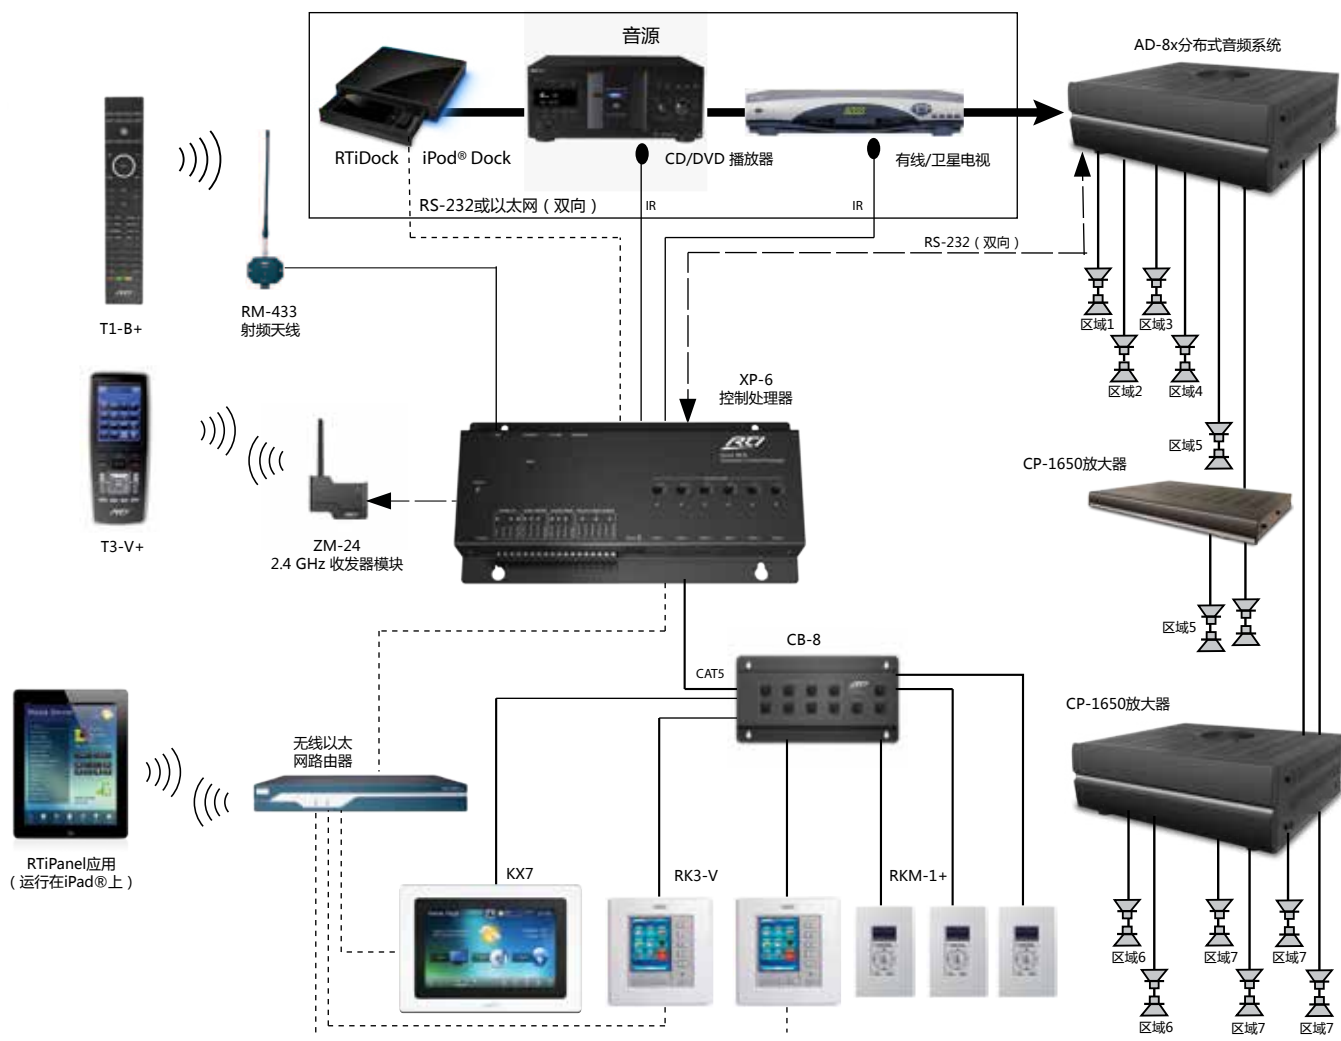 音源
AD-8x分布式音频系统
RTiDock
iPod® Dock
CD/DVD 播放器
有线/卫星电视
RS-232或以太网（双向）
IR
IR
RS-232（双向）
T1-B+
RM-433
射频天线
区域1
区域3
区域2
区域4
XP-6
控制处理器
RTI
区域5
CP-1650放大器
T3-V+
ZM-24
2.4 GHz 收发器模块
区域5
CB-8
CAT5
CP-1650放大器
无线以太
网路由器
RTiPanel应用
（运行在iPad®上）
KX7
RK3-V
RKM-1+
区域6
区域7
区域7
区域6
区域7
区域7